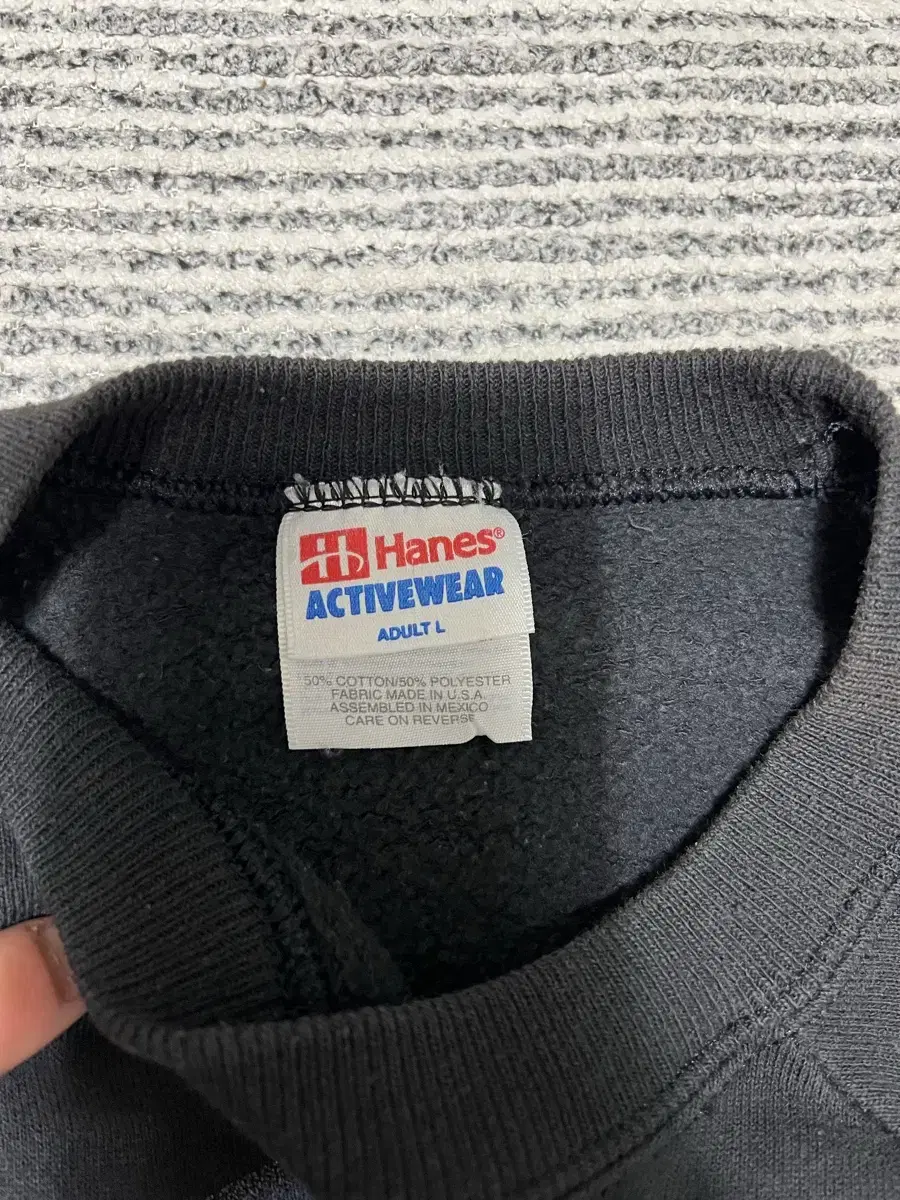 Hanes®
ACTIVEWEAR
ADULT L
50% COTTON/50% POLYESTER
FABRIC MADE IN U.S.A.
ASSEMBLED IN MEXICO
CARE ON REVERSE